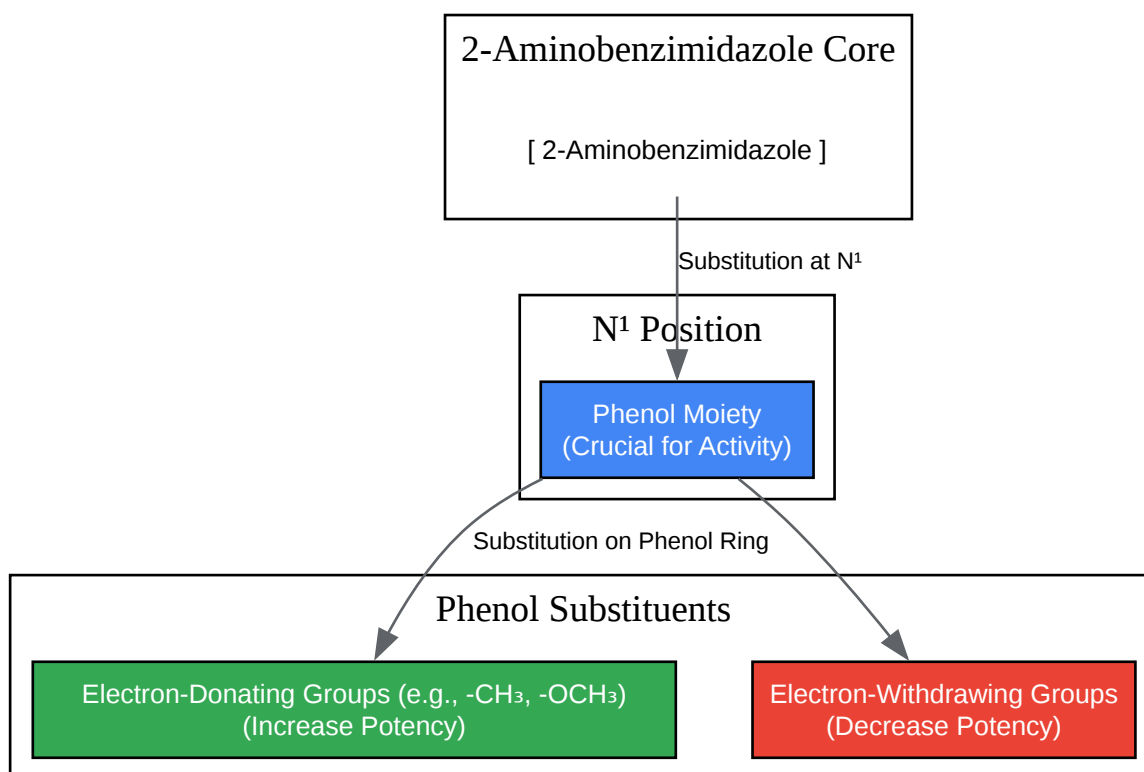 2-Aminobenzimidazole Core
[ 2-Aminobenzimidazole ]
Substitution at N¹
N¹ Position
Phenol Moiety
(Crucial for Activity)
Substitution on Phenol Ring
Phenol Substituents
Electron-Donating Groups (e.g., -CH₃, -OCH₃)
(Increase Potency)
Electron-Withdrawing Groups
(Decrease Potency)